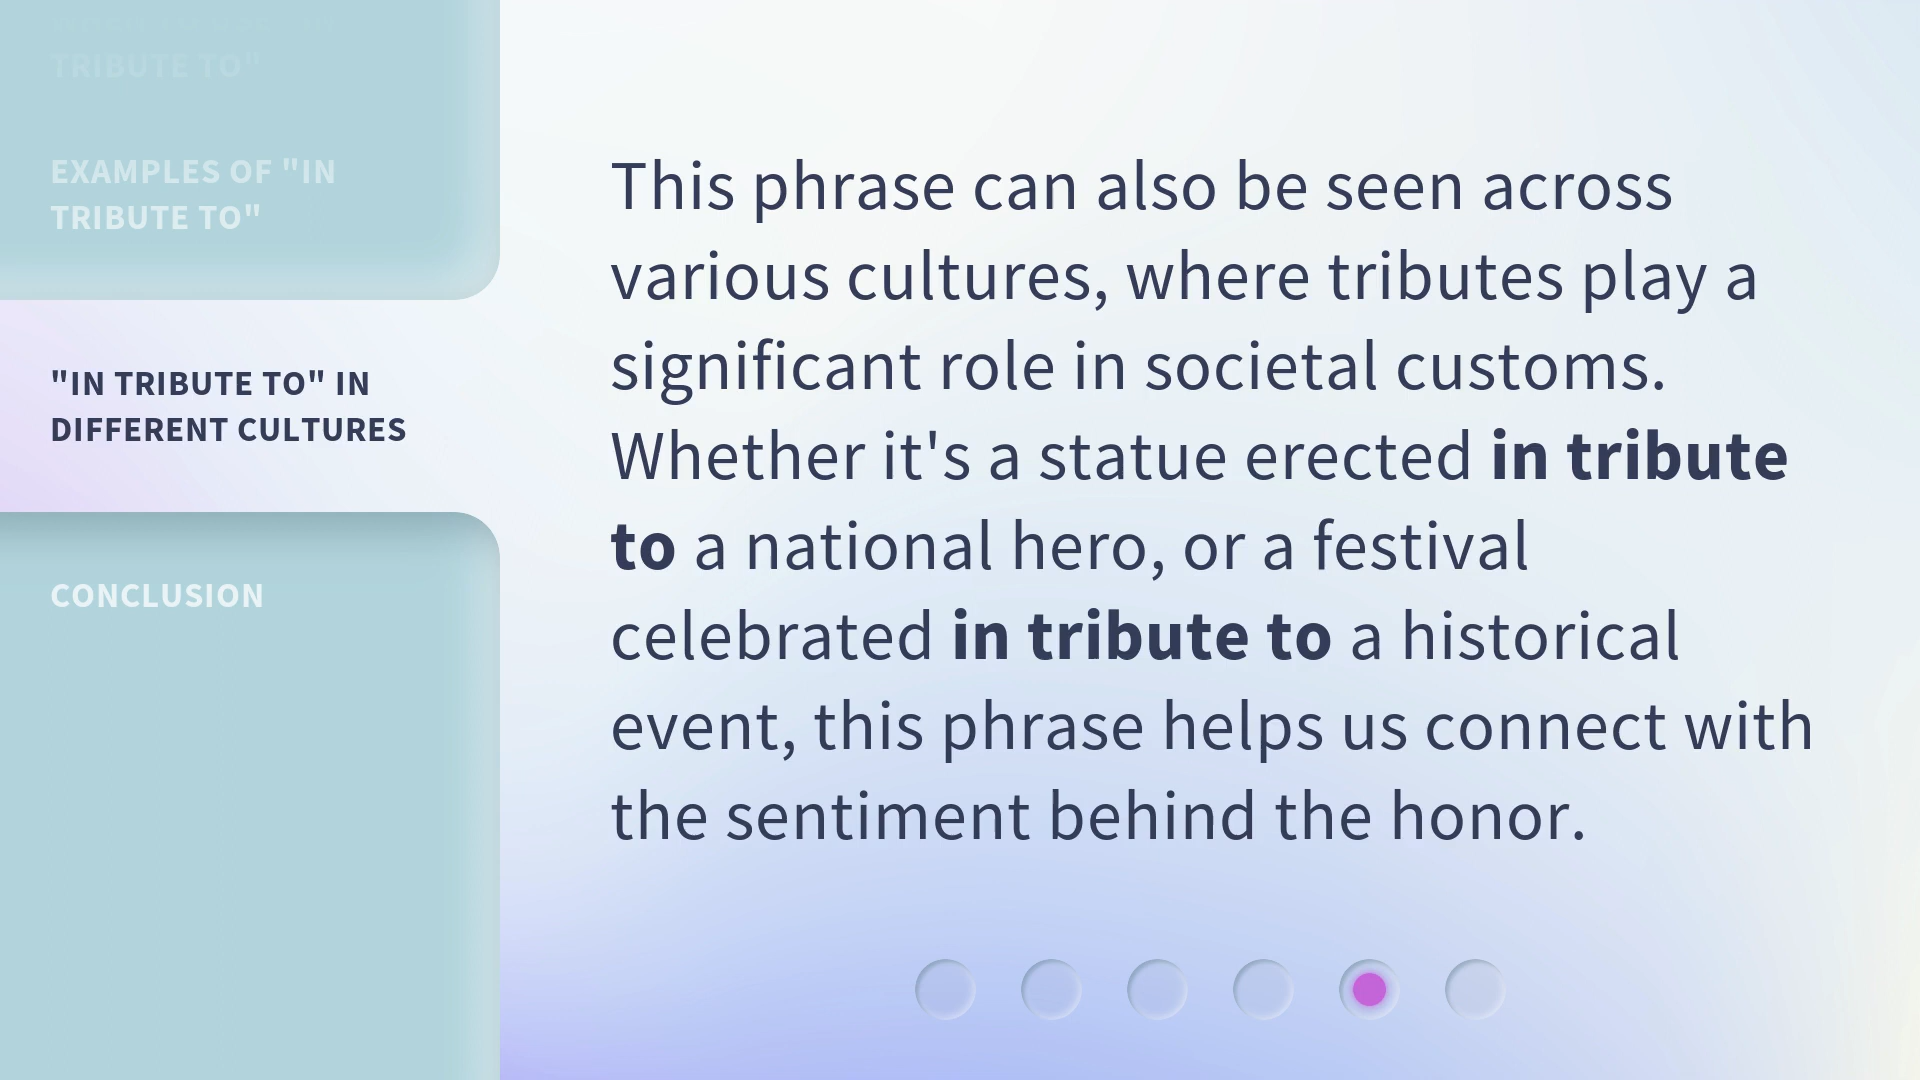 TRIBUTE TO"
EXAMPLES OF "IN
TRIBUTE TO"
"IN TRIBUTE TO" IN
DIFFERENT CULTURES
CONCLUSION
This phrase can also be seen across
various cultures, where tributes play a
significant role in societal customs.
Whether it's a statue erected in tribute
to a national hero, or a festival
celebrated in tribute to a historical
event, this phrase helps us connect with
the sentiment behind the honor.